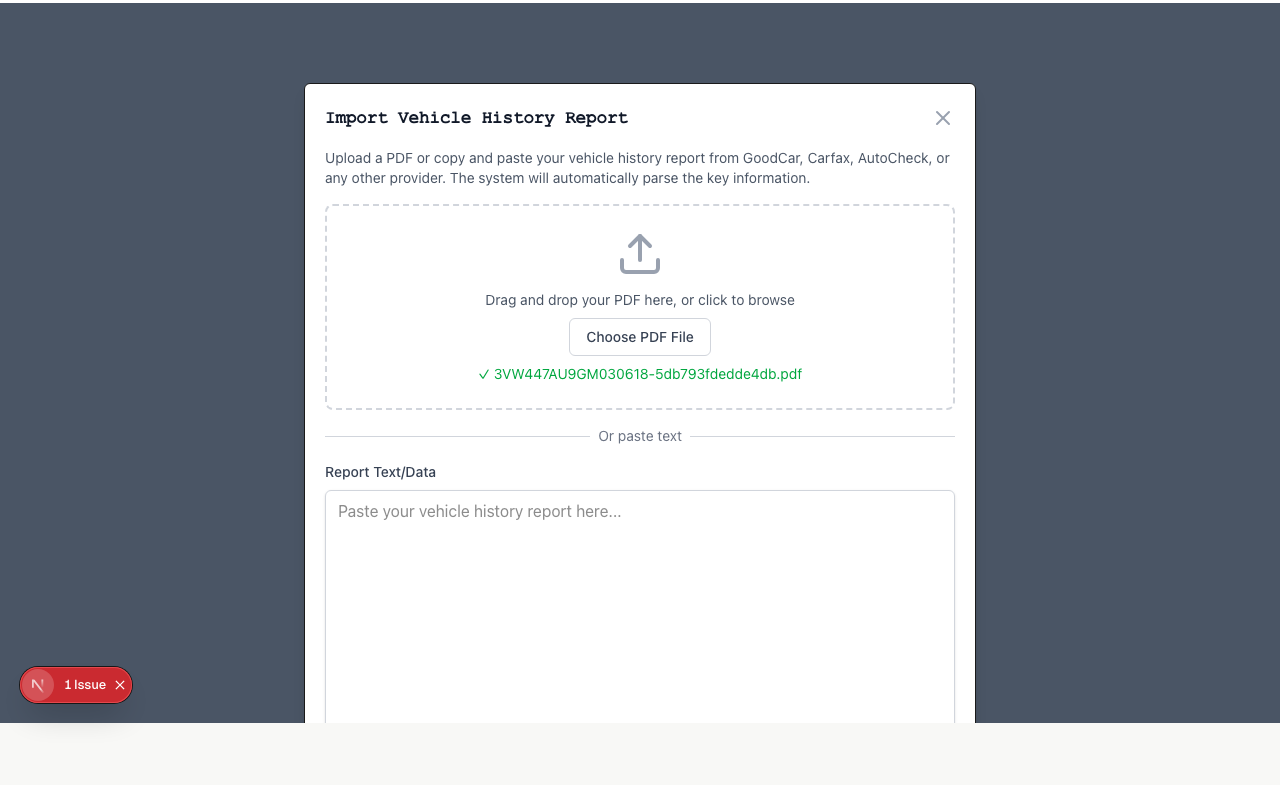 Import Vehicle History Report
Upload a PDF or copy and paste your vehicle history report from GoodCar, Carfax, AutoCheck, or
any other provider. The system will automatically parse the key information.
Drag and drop your PDF here, or click to browse
Choose PDF File
✓ 3VW447AU9GM030618-5db793fdedde4db.pdf
Or paste text
Report Text/Data
Paste your vehicle history report here...
N 1 Issue